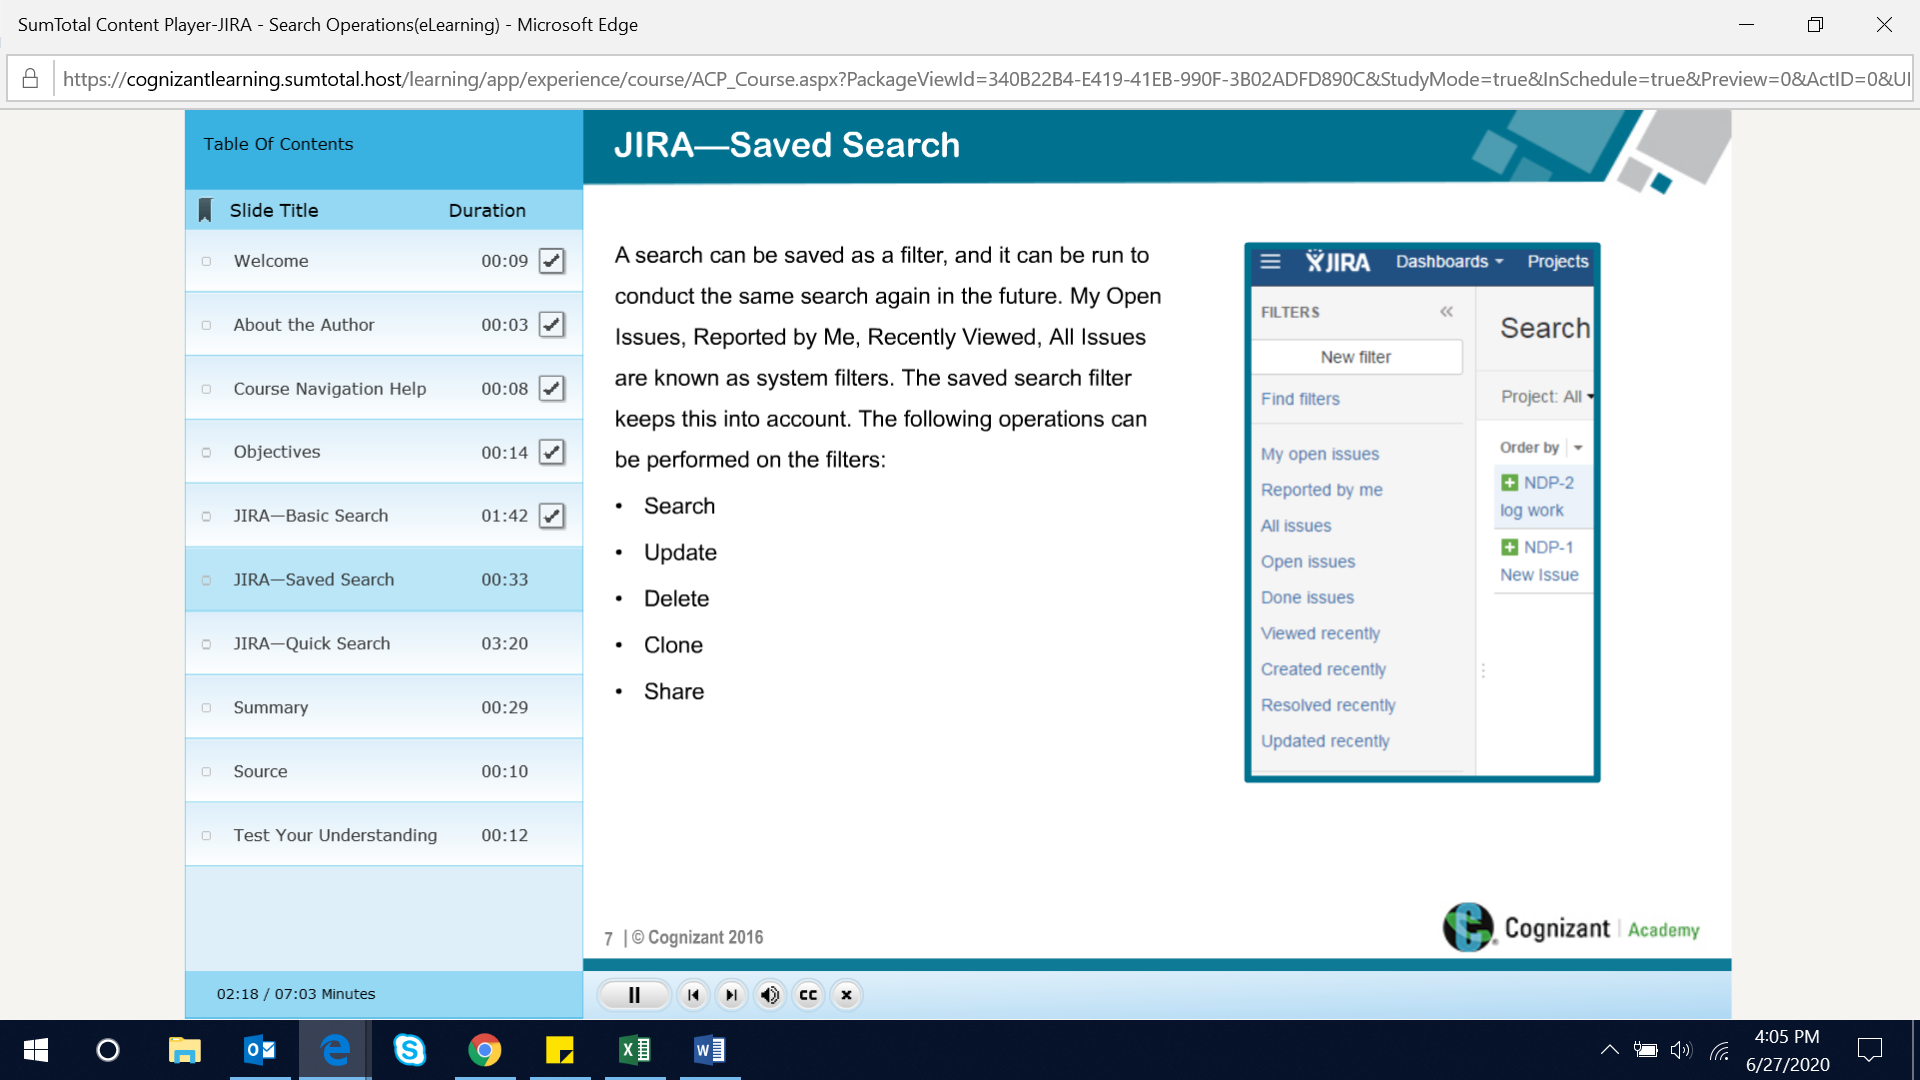 SumTotal Content Player-JIRA - Search Operations(eLearning) - Microsoft Edge
https://cognizantlearning.sumtotal.host/learning/app/experience/course/ACP_Course.aspx?PackageViewId=340B22B4-E419-41EB-990F-3B02ADFD890C&StudyMode=true&InSchedule=true&Preview=0&ActID=0&UI
Table Of Contents
Slide Title Duration
Welcome 00:09
About the Author 00:03
Course Navigation Help 00:08
Objectives 00:14
JIRA—Basic Search 01:42
JIRA—Saved Search 00:33
JIRA—Quick Search 03:20
Summary 00:29
Source 00:10
Test Your Understanding 00:12
02:18 / 07:03 Minutes
JIRA—Saved Search
A search can be saved as a filter, and it can be run to
conduct the same search again in the future. My Open
Issues, Reported by Me, Recently Viewed, All Issues
are known as system filters. The saved search filter
keeps this into account. The following operations can
be performed on the filters:
• Search
• Update
• Delete
• Clone
• Share
JIRA Dashboards Projects
FILTERS
New filter
Find filters
My open issues
Reported by me
All issues
Open issues
Done issues
Viewed recently
Created recently
Resolved recently
Updated recently
Search
Project: All
Order by
NDP-2
log work
NDP-1
New Issue
7 | © Cognizant 2016
Cognizant | Academy
CC
4:05 PM
6/27/2020